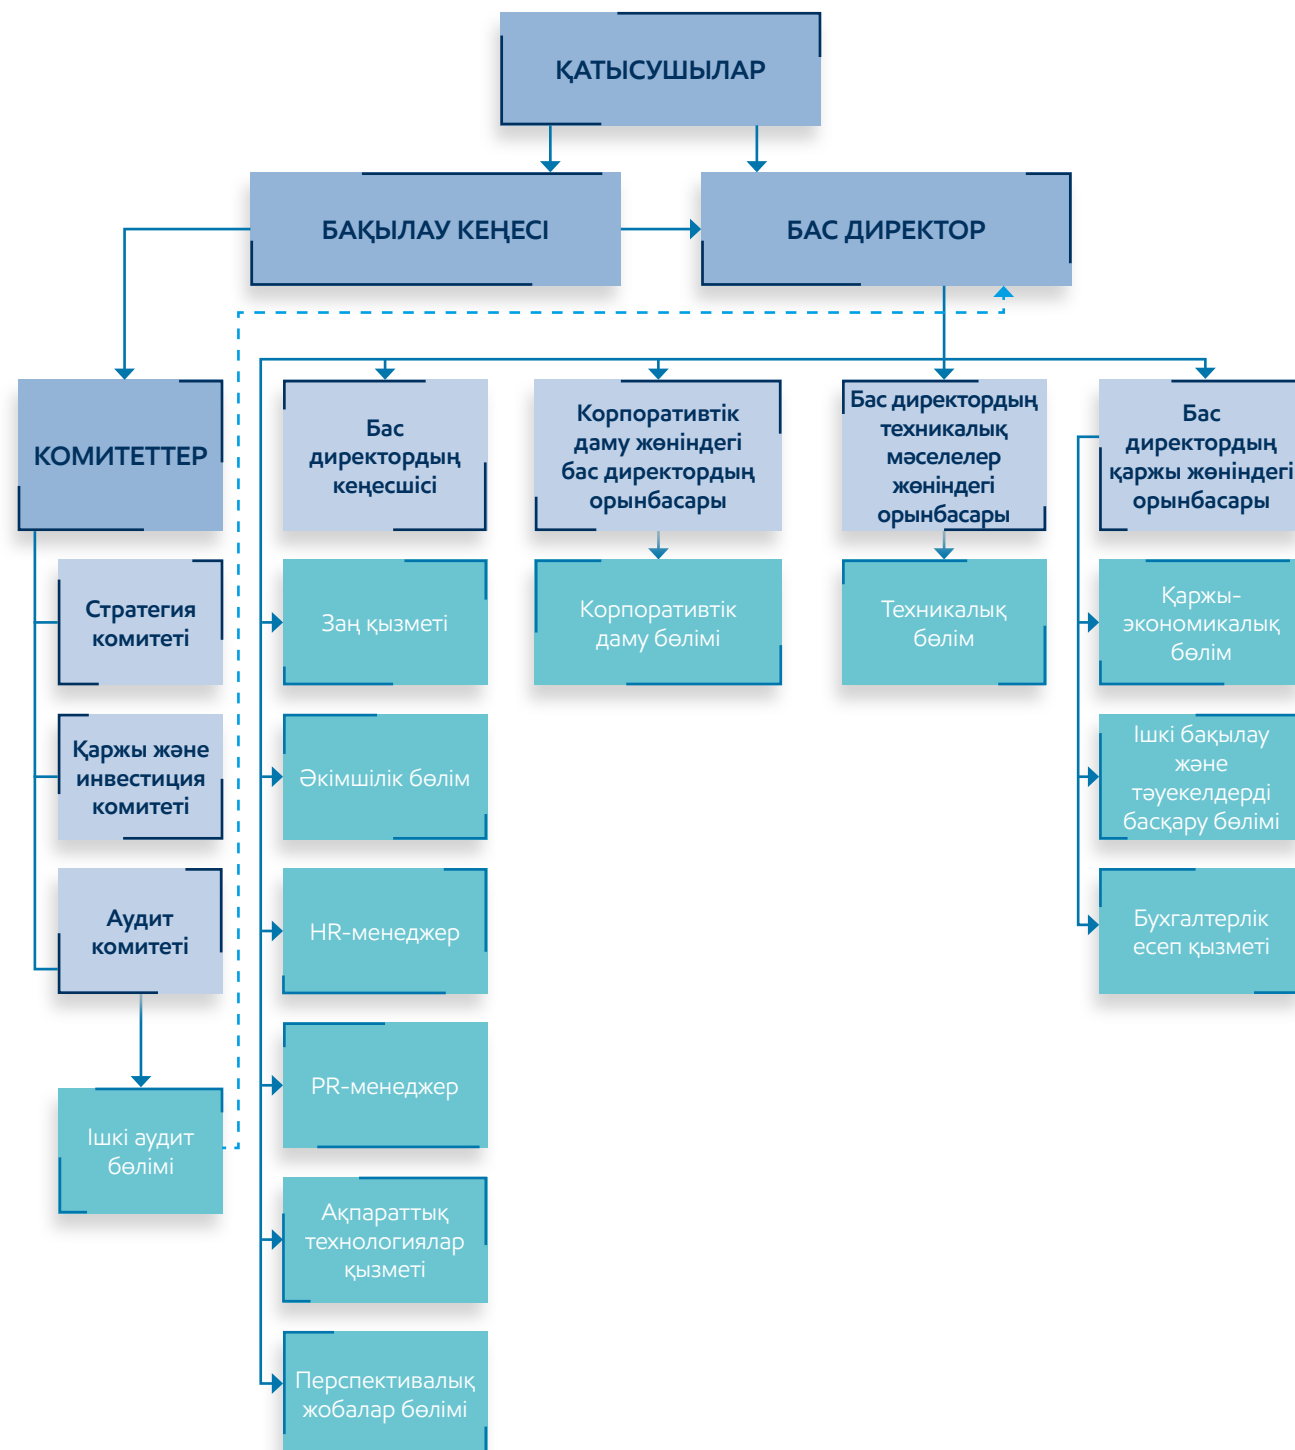 ҚАТЫСУШЫЛАР
БАҚЫЛАУ КЕҢЕСІ
БАС ДИРЕКТОР
КОМИТЕТТЕР
Бас
директордың
кеңесшісі
Корпоративтік
даму жөніндегі
бас директордың
орынбасары
Бас директордың
техникалық
мәселелер
жөніндегі
орынбасары
Бас
директордың
қаржы жөніндегі
орынбасары
Стратегия
комитеті
Заң қызметі
Корпоративтік
даму бөлімі
Техникалық
бөлім
Қаржы-
экономикалық
бөлім
Қаржы және
инвестиция
комитеті
Әкімшілік бөлім
Ішкі бақылау
және
тәуекелдерді
басқару бөлімі
Аудит
комитеті
HR-менеджер
Бухгалтерлік
есеп қызметі
PR-менеджер
Ішкі аудит
бөлімі
Ақпараттық
технологиялар
қызметі
Перспективалық
жобалар бөлімі